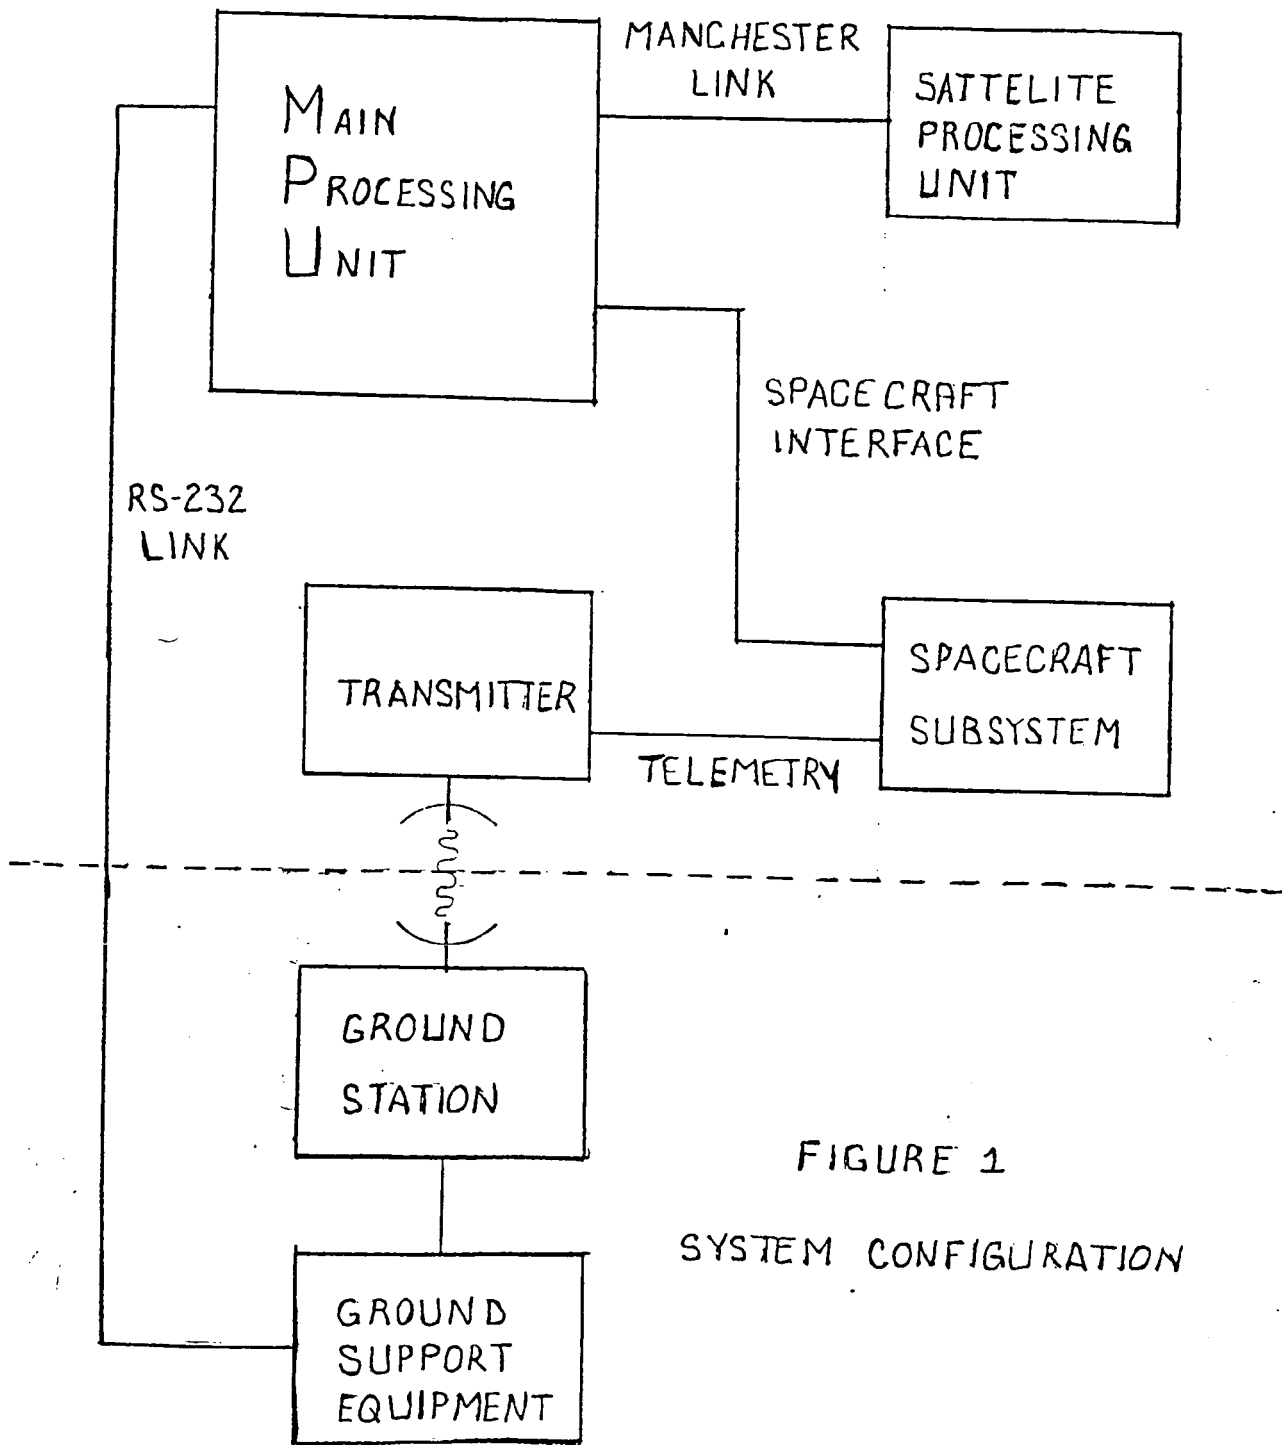 MAIN
PROCESSING
UNIT
MANCHESTER
LINK
SATTELITE
PROCESSING
UNIT
SPACECRAFT
INTERFACE
RS-232
LINK
TRANSMITTER
TELEMETRY
SPACECRAFT
SUBSYSTEM
GROUND
STATION
FIGURE 1
SYSTEM CONFIGURATION
GROUND
SUPPORT
EQUIPMENT